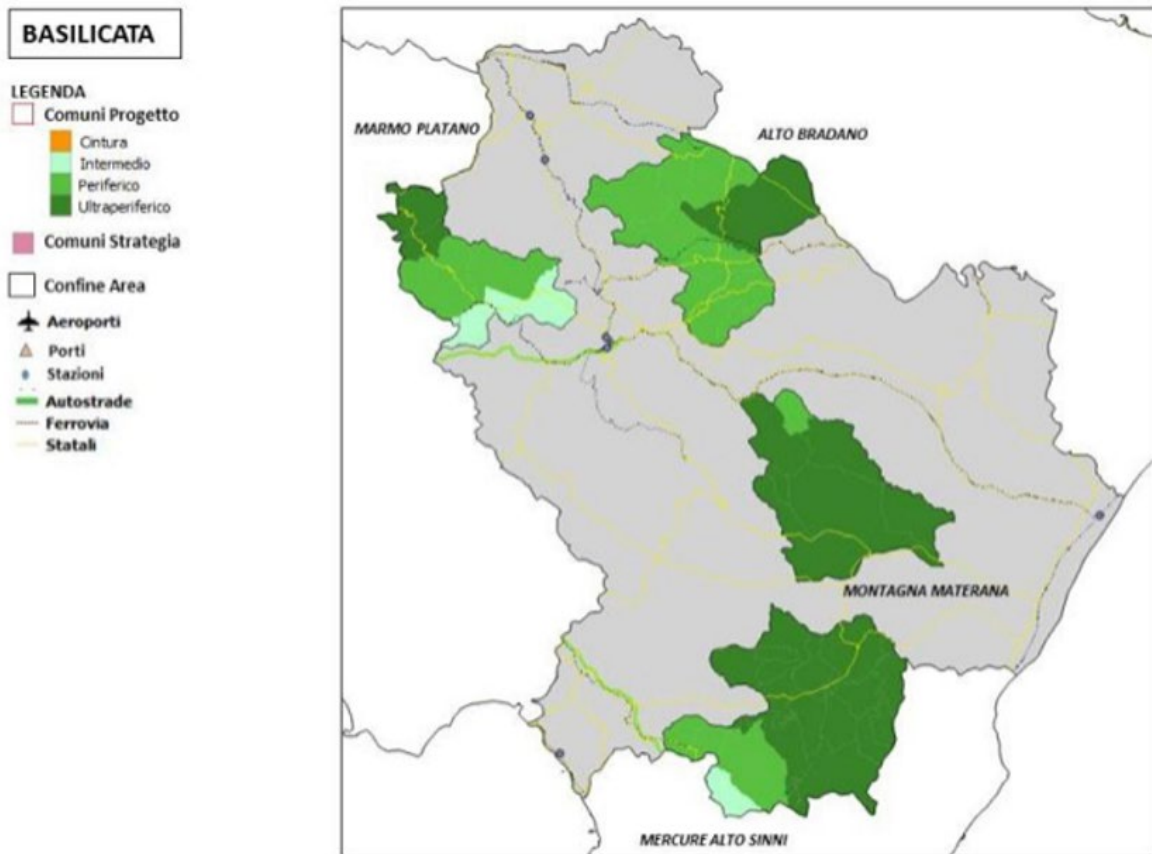 BASILICATA
LEGENDA
Comuni Progetto
Cintura
Intermedio
Periferico
Ultraperiferico
Comuni Strategia
Confine Area
Aeroporti
Porti
Stazioni
Autostrade
Ferrovia
Statali
MARMO PLATANO
ALTO BRADANO
MONTAGNA MATERANA
MERCURE ALTO SINNI